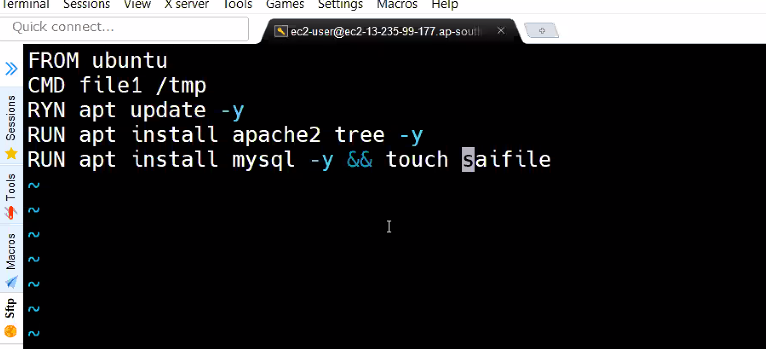 Terminal Sessions View X server Tools Games Settings Macros Help
Quick connect...
ec2-user@ec2-13-235-99-177.ap-sout
Sessions
Tools
Macros
Sftp
FROM ubuntu
CMD file1 /tmp
RYN apt update -y
RUN apt install apache2 tree -y
RUN apt install mysql -y && touch saifile
~
~
~
~
~
~
~